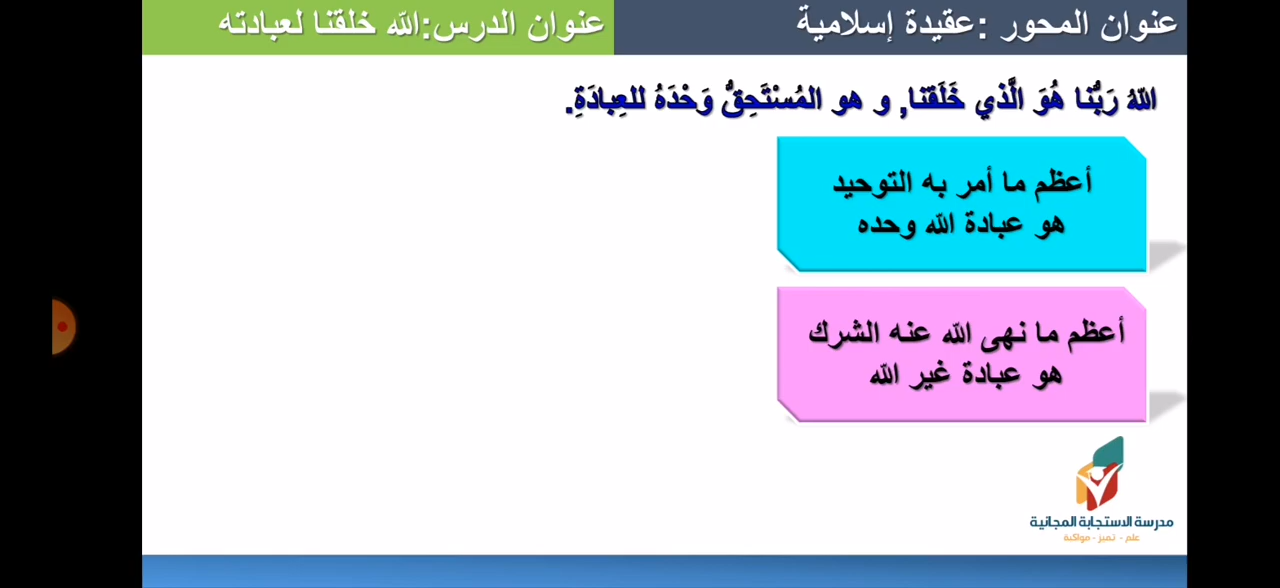 عنوان المحور :عقيدة إسلامية
عنوان الدرس:الله خلقنا لعبادته
اللهُ رَبُّنا هُوَ الَّذي خَلَقنا, و هو المُسْتَحِقُّ وَحْدَهُ للعِبادَةِ.
أعظم ما أمر به التوحيد
هو عبادة الله وحده
أعظم ما نهى الله عنه الشرك
هو عبادة غير الله
مدرسة الاستجابة المجانية
علم - تميز - مواكبة